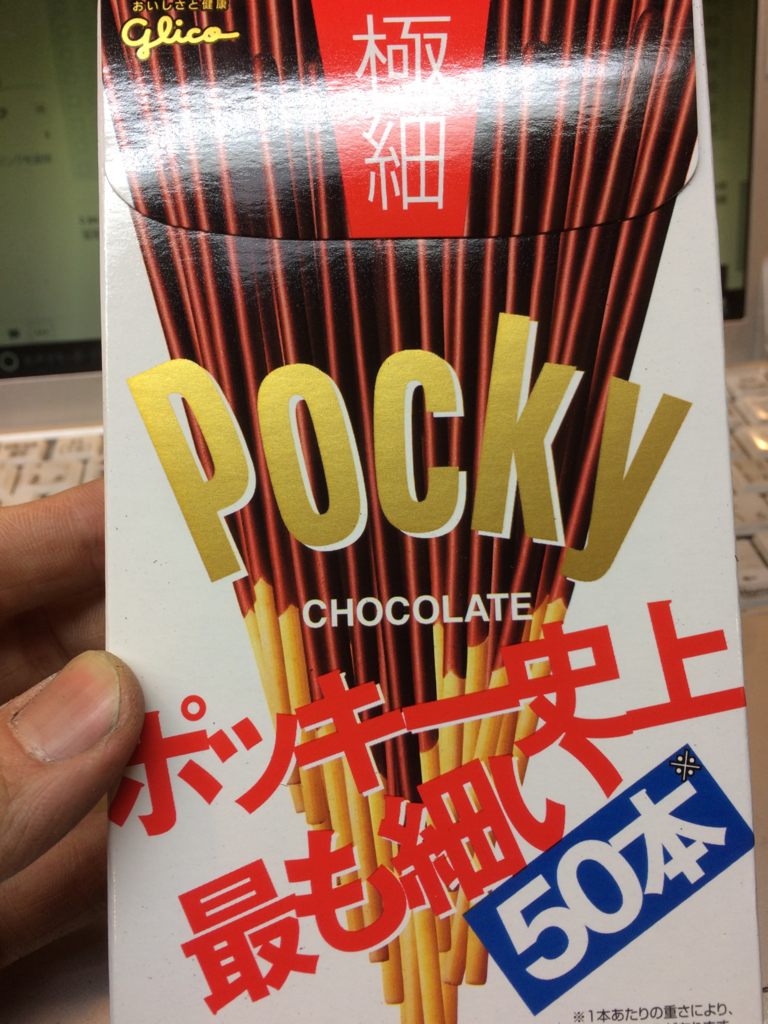 おいしさと健康
Glico
極細
Pocky
CHOCOLATE
ポッキー史上
最も細い
50本※
※1本あたりの重さにより、